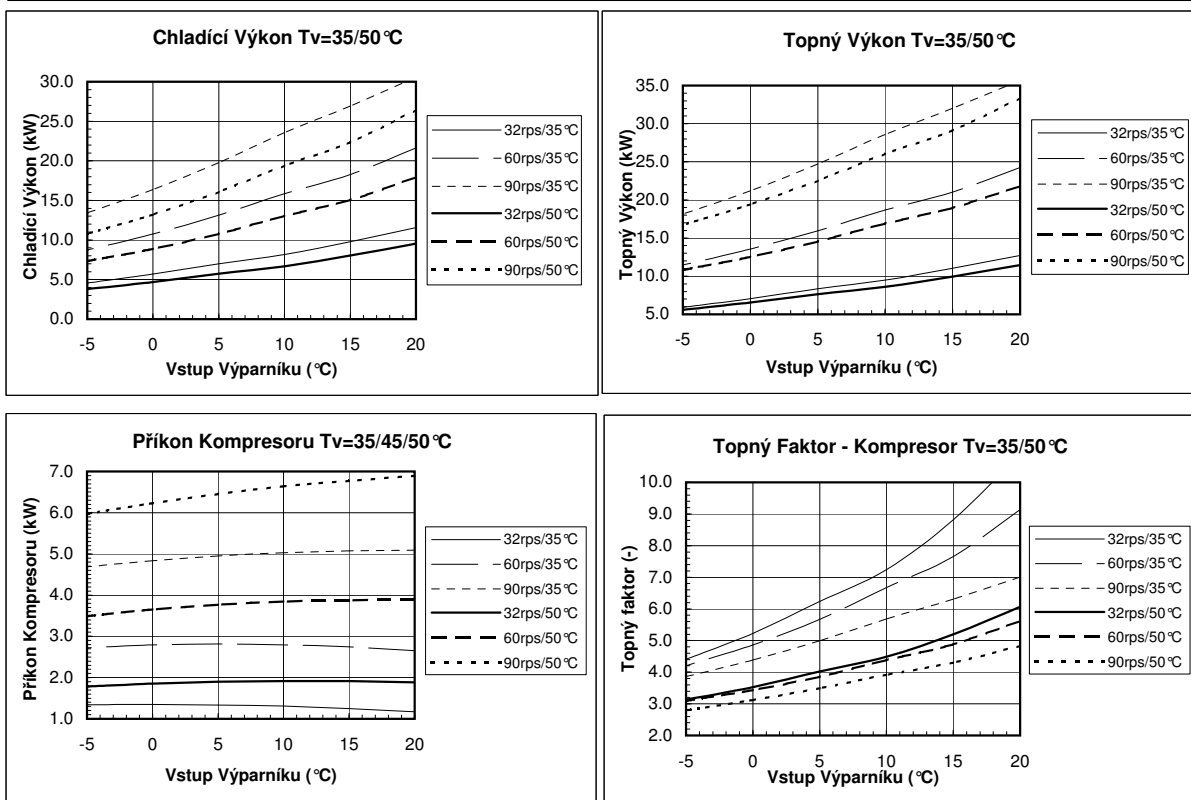 Chladící Výkon Tv=35/50°C
Chladící Výkon (kW)
30.0
25.0
20.0
15.0
10.0
5.0
0.0
-5 0 5 10 15 20
Vstup Výparníku (°C)
32rps/35°C
60rps/35°C
90rps/35°C
32rps/50°C
60rps/50°C
90rps/50°C
Topný Výkon Tv=35/50°C
Topný Výkon (kW)
35.0
30.0
25.0
20.0
15.0
10.0
5.0
-5 0 5 10 15 20
Vstup Výparníku (°C)
32rps/35°C
60rps/35°C
90rps/35°C
32rps/50°C
60rps/50°C
90rps/50°C
Příkon Kompresoru Tv=35/45/50°C
Příkon Kompresoru (kW)
7.0
6.0
5.0
4.0
3.0
2.0
1.0
-5 0 5 10 15 20
Vstup Výparníku (°C)
32rps/35°C
60rps/35°C
90rps/35°C
32rps/50°C
60rps/50°C
90rps/50°C
Topný Faktor - Kompresor Tv=35/50°C
Topný faktor (-)
10.0
9.0
8.0
7.0
6.0
5.0
4.0
3.0
2.0
-5 0 5 10 15 20
Vstup Výparníku (°C)
32rps/35°C
60rps/35°C
90rps/35°C
32rps/50°C
60rps/50°C
90rps/50°C